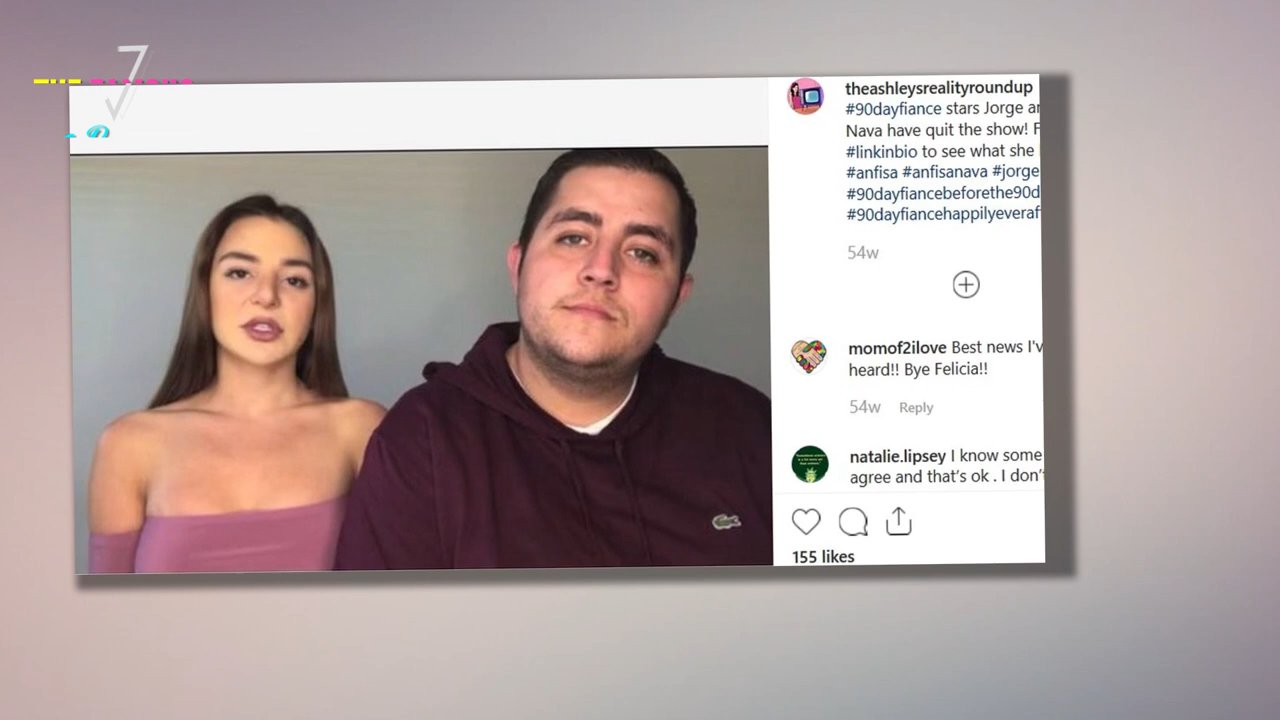 7
theashleysrealityroundup
#90dayfiance stars Jorge
Nava have quit the show!
#linkinbio to see what she
#anfisa #anfisanava #jorge
#90dayfiancebeforethe90d
#90dayfiancehappilyeveraf
54w
momof2ilove Best news I'v
heard!! Bye Felicia!!
54w Reply
natalie.lipsey I know some
agree and that's ok . I don'
155 likes